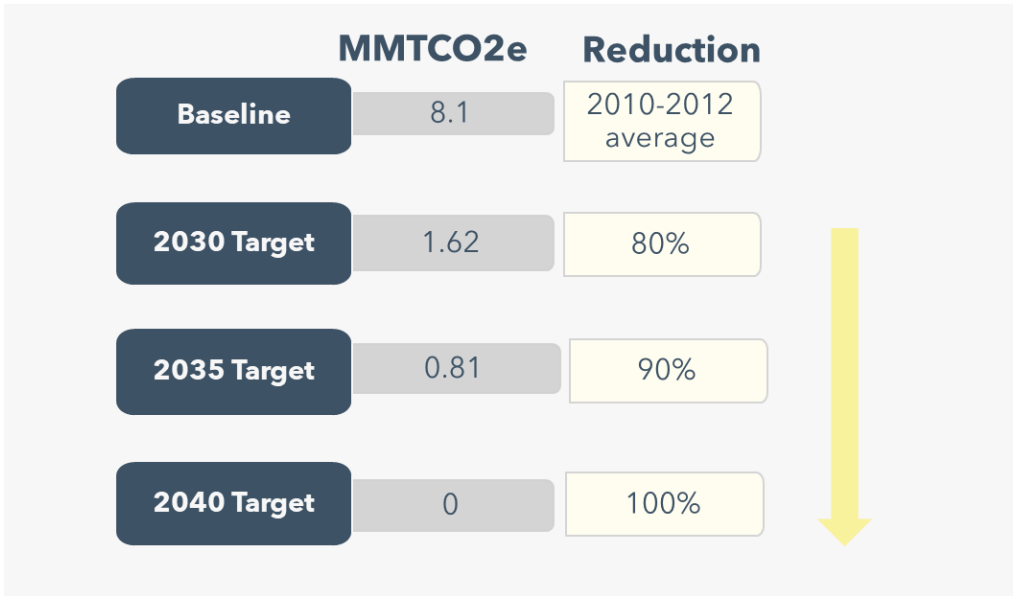 MMTCO2e Reduction
Baseline 8.1 2010-2012
average
2030 Target 1.62 80%
2035 Target 0.81 90%
2040 Target 0 100%